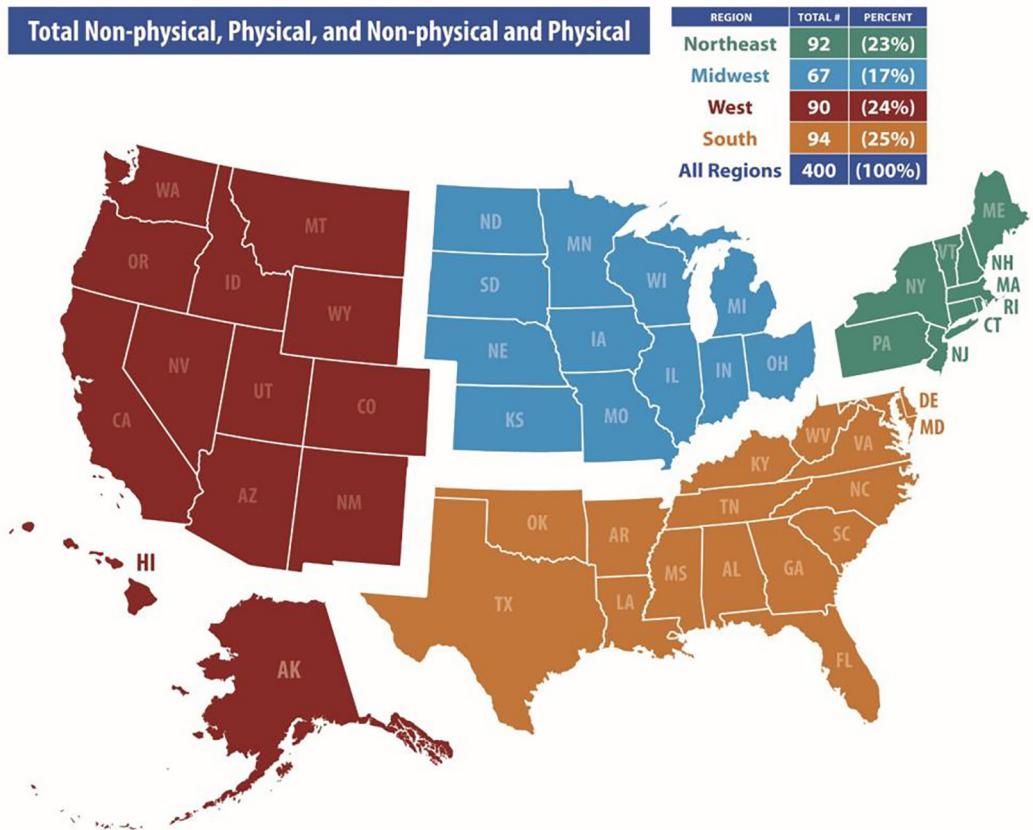 Total Non-physical, Physical, and Non-physical and Physical
REGION TOTAL # PERCENT
Northeast 92 (23%)
Midwest 67 (17%)
West 90 (24%)
South 94 (25%)
All Regions 400 (100%)
WA
MT
ND
MN
ME
OR
ID
SD
WI
MI
VT
NH
NY
MA
RI
CT
WY
NE
IA
PA
NJ
NV
UT
CO
IL
IN
OH
CA
KS
MO
DE
MD
WV
VA
KY
AZ
NM
OK
AR
TN
NC
SC
HI
TX
LA
MS
AL
GA
FL
AK